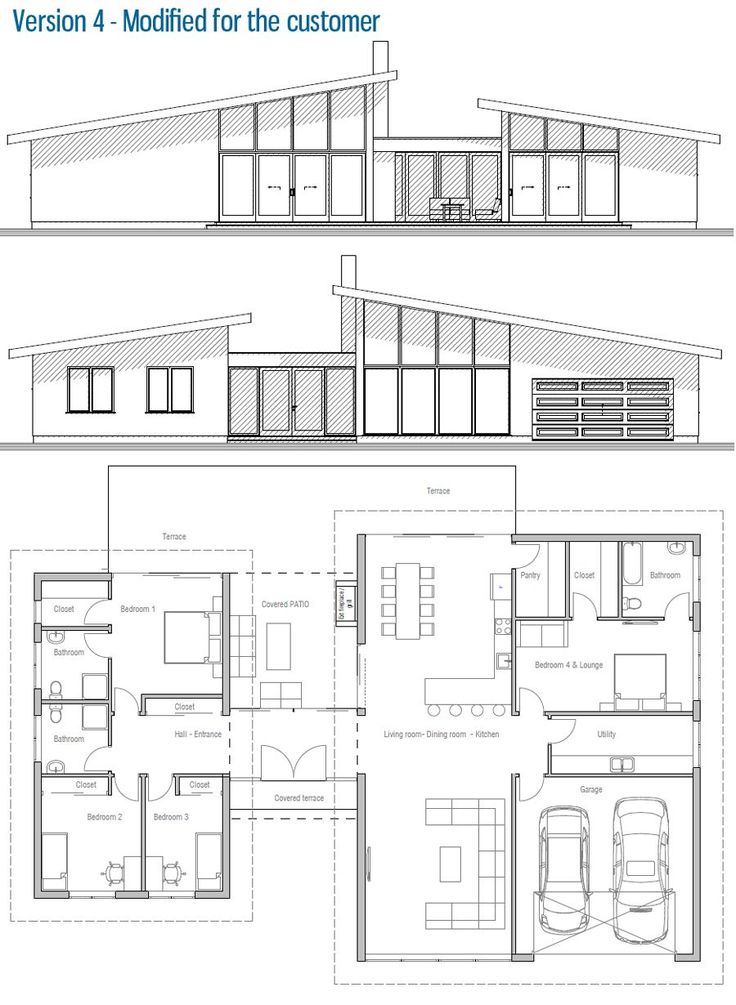 Version 4 - Modified for the customer
Terrace
Terrace
Closet
Bedroom 1
Covered PATIO
Ext fireplace /
grill
Pantry
Closet
Bathroom
Bathroom
Bedroom 4 & Lounge
Closet
Bathroom
Hall - Entrance
Living room- Dining room - Kitchen
Utility
Closet
Closet
Covered terrace
Garage
Bedroom 2
Bedroom 3